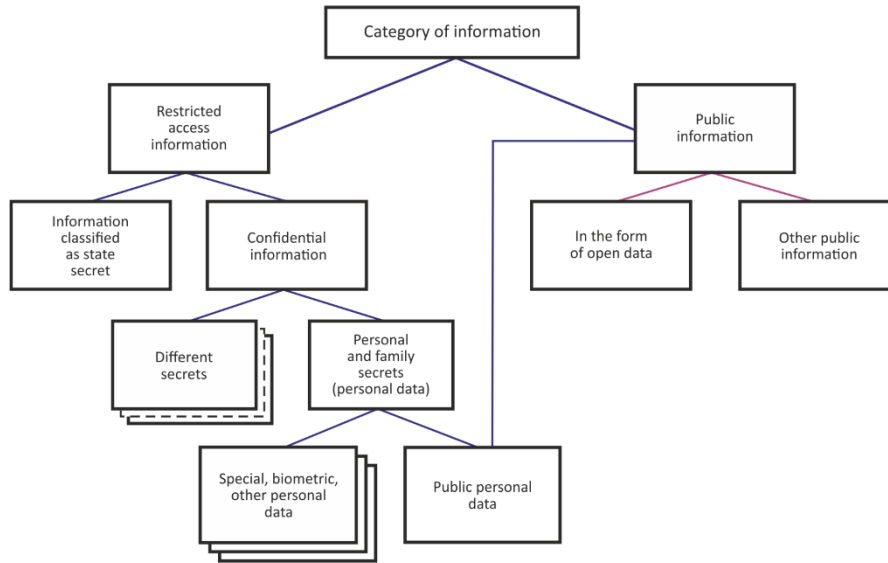 Category of information
Restricted
access
information
Public
information
Information
classified
as state
secret
Confidential
information
In the form
of open data
Other public
information
Different
secrets
Personal
and family
secrets
(personal data)
Special, biometric,
other personal
data
Public personal
data